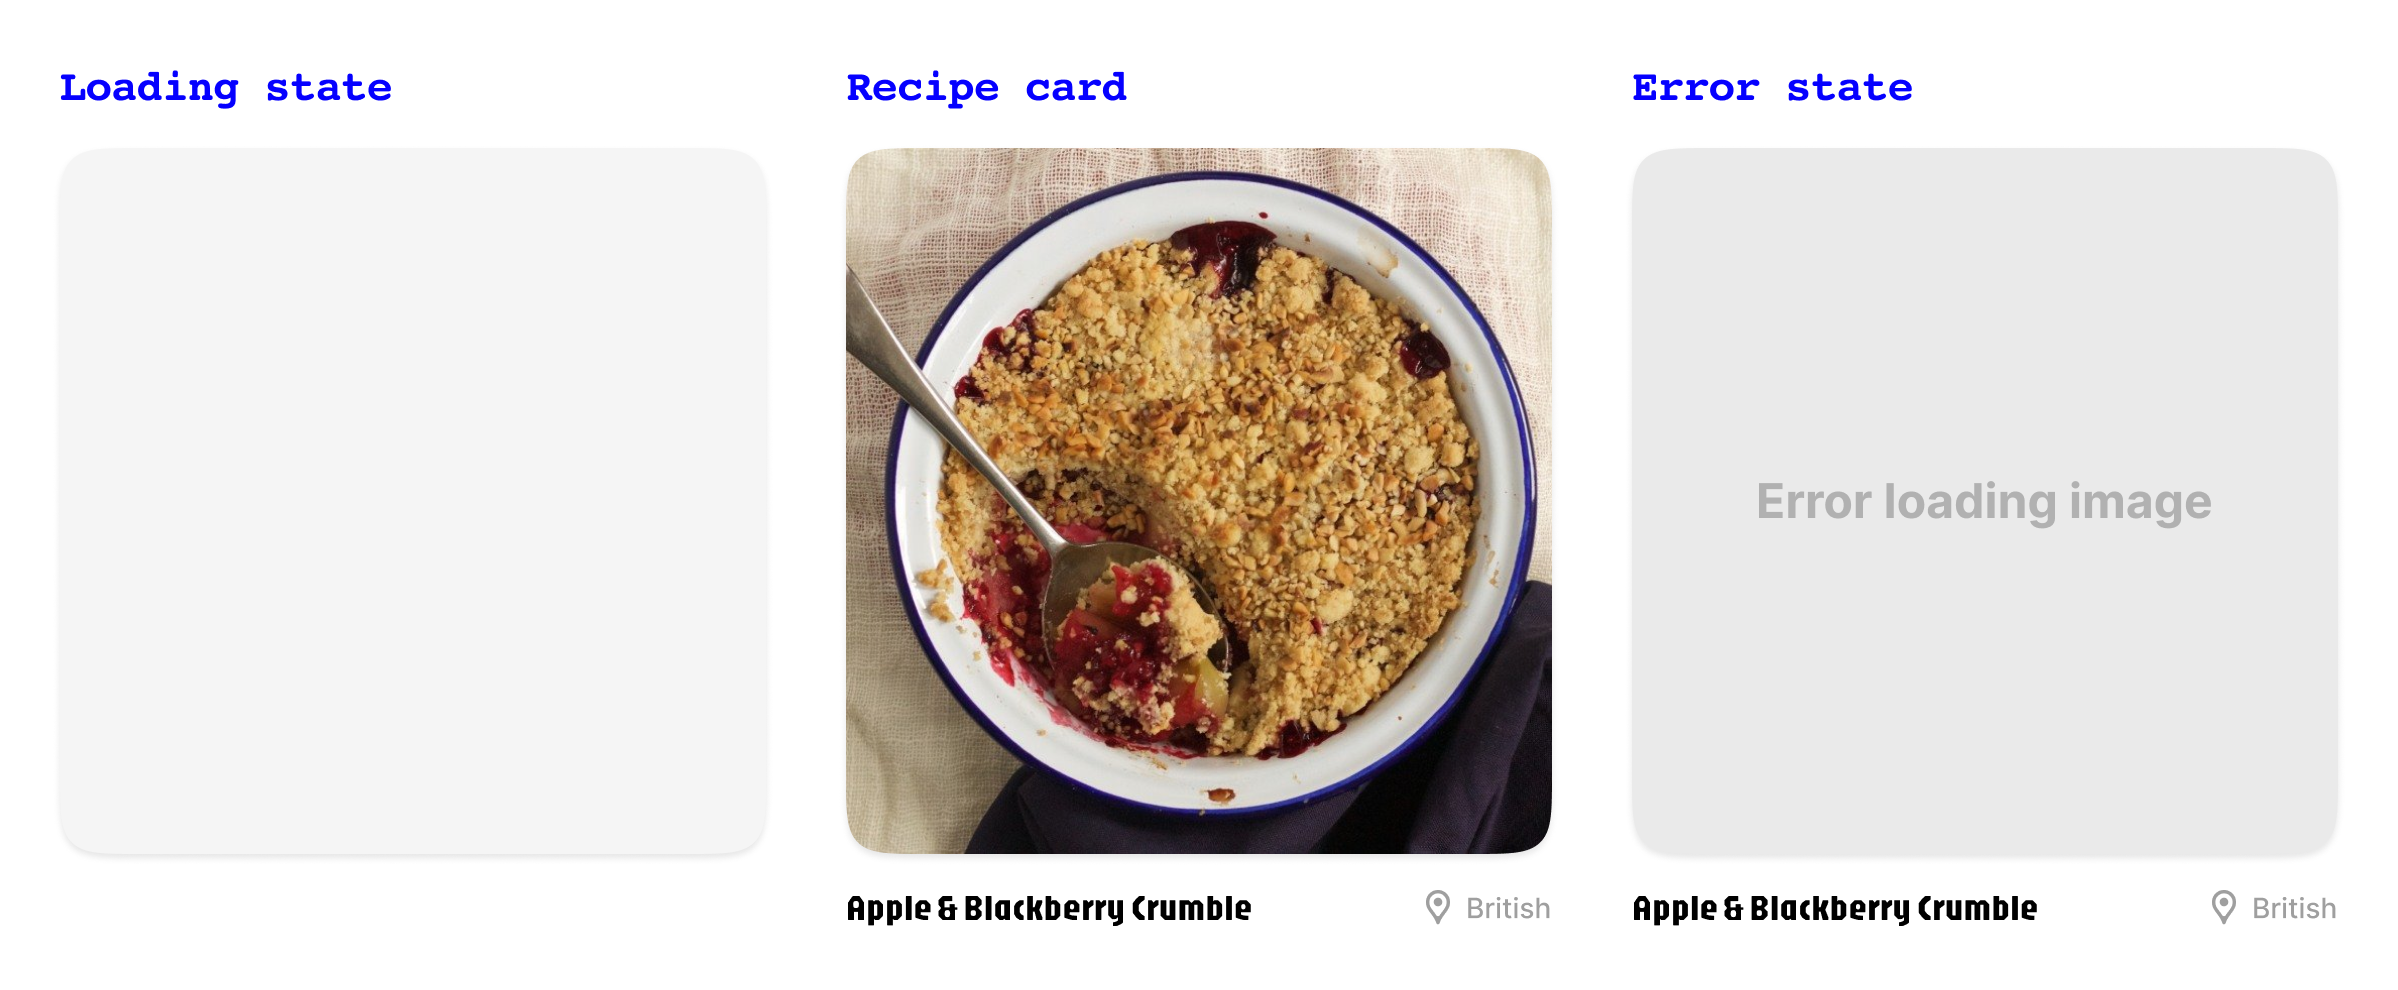 Loading state
Recipe card
Error state
Error loading image
Apple & Blackberry Crumble
British
Apple & Blackberry Crumble
British